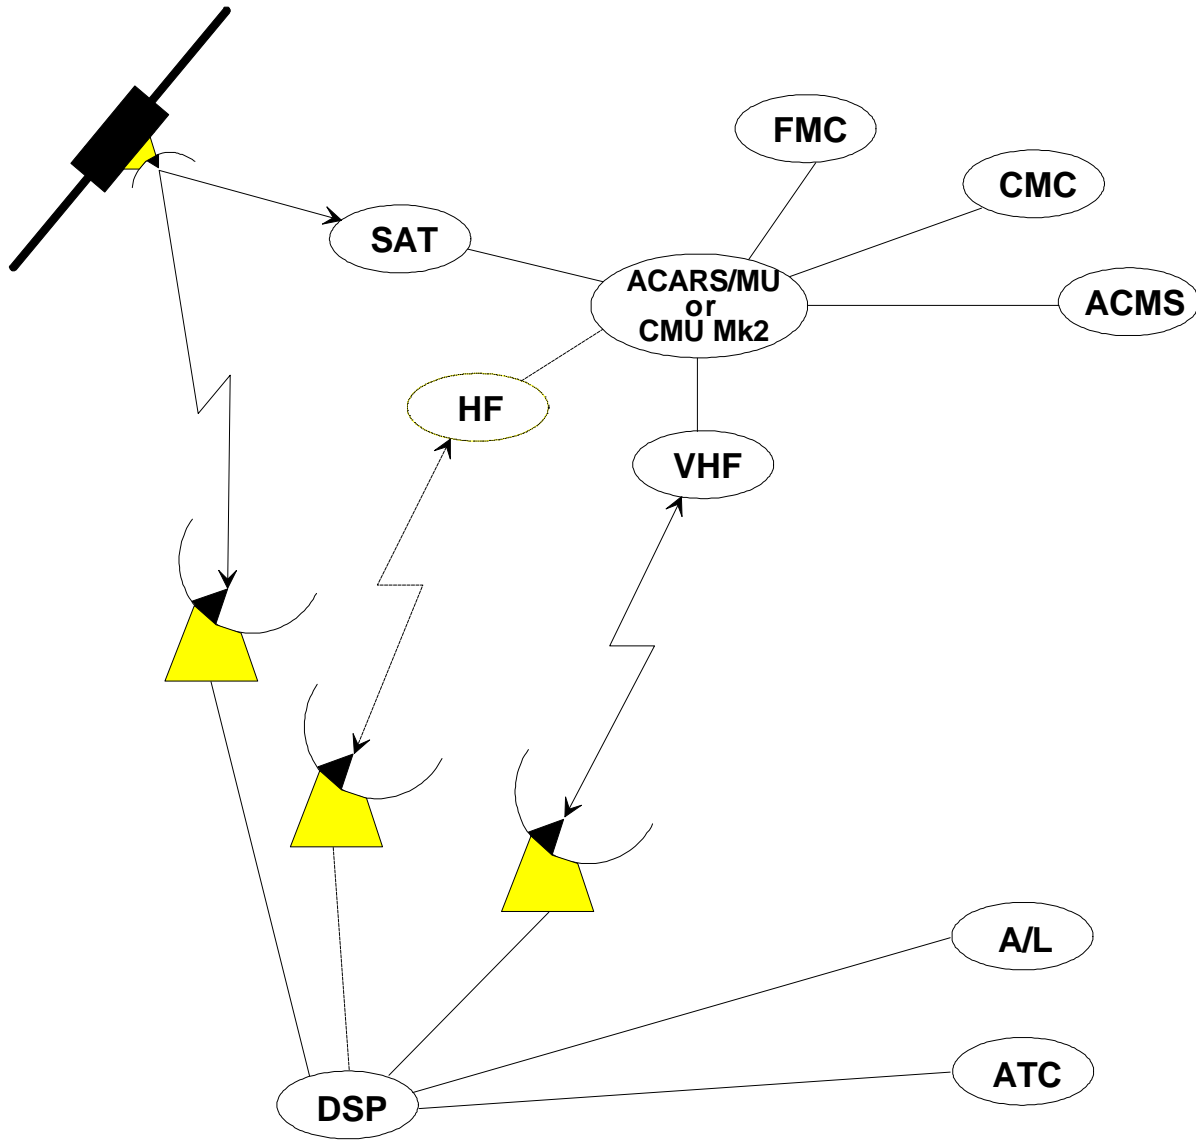 FMC
CMC
SAT
ACARS/MU
or
CMU Mk2
ACMS
HF
VHF
A/L
ATC
DSP